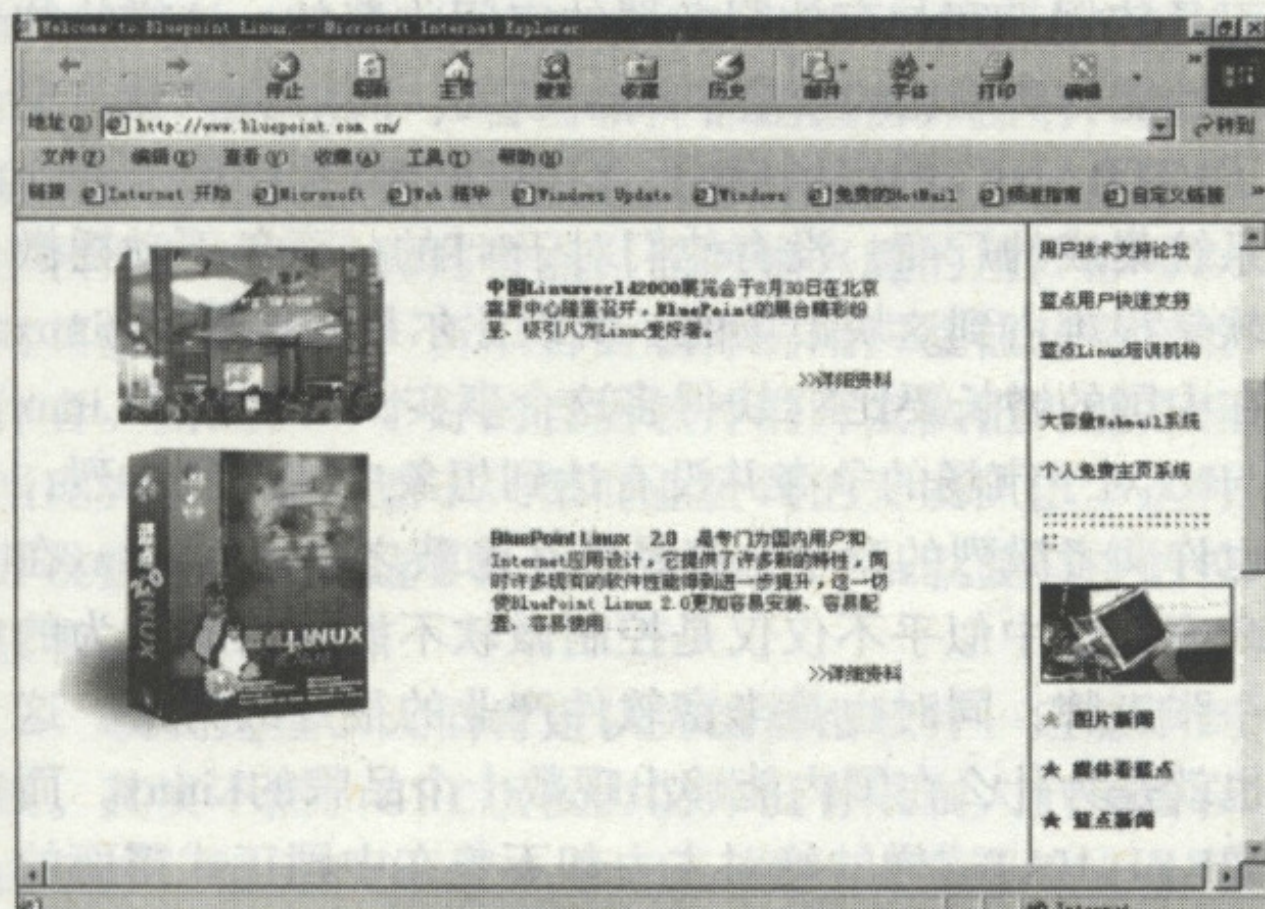 Welcome to Bluepoint Linux - Microsoft Internet Explorer
停止 刷新 主页 搜索 收藏 历史 邮件 字体 打印 编辑
地址(D) http://www.bluepoint.com.cn/ 转到
文件(F) 编辑(E) 查看(V) 收藏(A) 工具(T) 帮助(H)
链接 Internet 开始 Microsoft Web 精华 Windows Update Windows 免费的HotMail 频道指南 自定义链接
中国Linuxworld2000展览会于8月30日在北京
嘉里中心隆重召开，BluePoint的展台精彩纷
呈、吸引八方Linux爱好者。
>>详细资料
蓝点LINUX
BluePoint Linux 2.0 是专门为国内用户和
Internet应用设计，它提供了许多新的特性，同
时许多现有的软件性能得到进一步提升，这一切
使BluePoint Linux 2.0更加容易安装、容易配
置、容易使用
>>详细资料
用户技术支持论坛
蓝点用户快速支持
蓝点Linux培训机构
大容量Webmail系统
个人免费主页系统
★ 图片新闻
★ 媒体看蓝点
★ 蓝点新闻
Internet